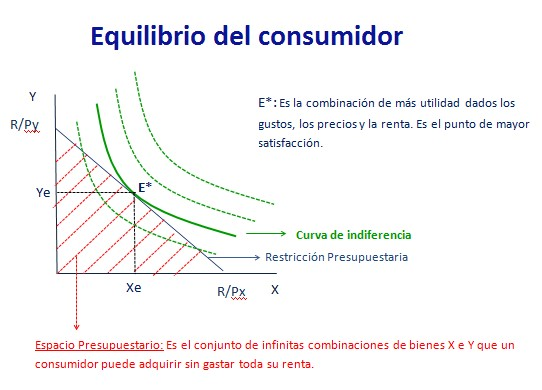 Equilibrio del consumidor
Y
R/Py
E*: Es la combinación de más utilidad dados los
gustos, los precios y la renta. Es el punto de mayor
satisfacción.
Ye
E*
Curva de indiferencia
Restricción Presupuestaria
Xe
R/Px
X
Espacio Presupuestario: Es el conjunto de infinitas combinaciones de bienes X e Y que un
consumidor puede adquirir sin gastar toda su renta.